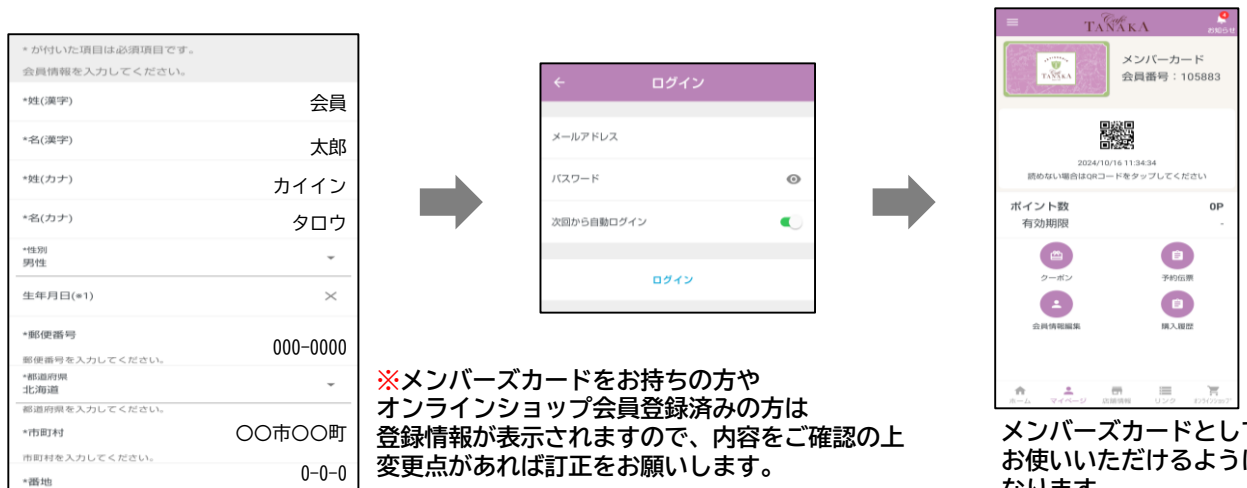 * が付いた項目は必須項目です。
会員情報を入力してください。
*姓(漢字) 会員
*名(漢字) 太郎
*姓(カナ) カイイン
*名(カナ) タロウ
*性別
男性
生年月日(*1)
*郵便番号 000-0000
郵便番号を入力してください。
*都道府県
北海道
都道府県を入力してください。
*市町村 〇〇市〇〇町
市町村を入力してください。
*番地 0-0-0
ログイン
メールアドレス
パスワード
次回から自動ログイン
ログイン
※メンバーズカードをお持ちの方や
オンラインショップ会員登録済みの方は
登録情報が表示されますので、内容をご確認の上
変更点があれば訂正をお願いします。
Café
TANAKA
お知らせ
Café
TANAKA
メンバーカード
会員番号：105883
2024/10/16 11:34:34
読めない場合はQRコードをタップしてください
ポイント数 0P
有効期限 -
クーポン 予約伝票
会員情報編集 購入履歴
ホーム マイページ 店舗情報 リンク オンラインショップ
メンバーズカードとして
お使いいただけるように
なります